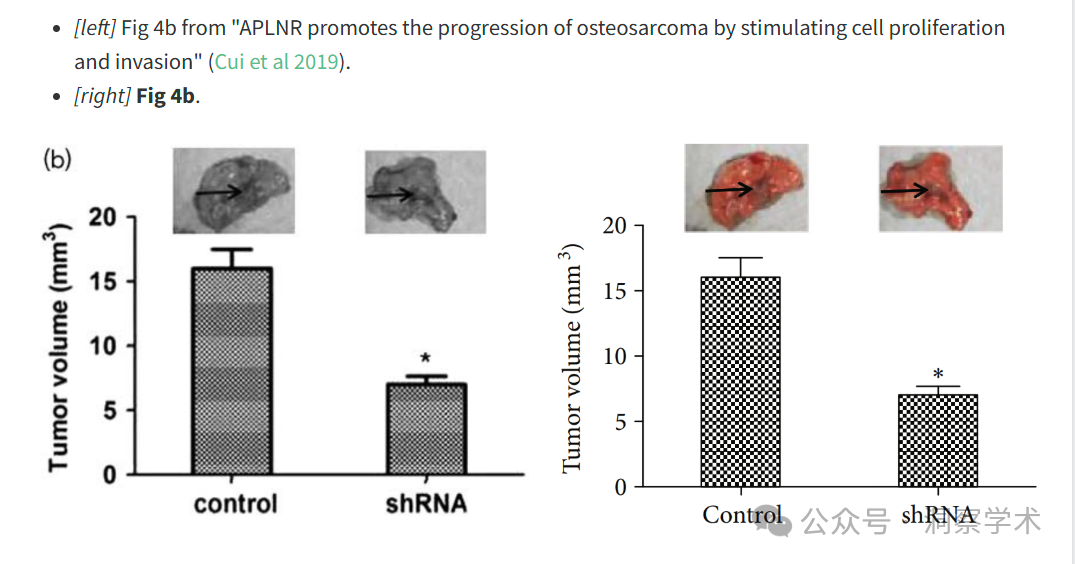 • [left] Fig 4b from "APLNR promotes the progression of osteosarcoma by stimulating cell proliferation
and invasion" (Cui et al 2019).
• [right] Fig 4b.
(b)
Tumor volume (mm³)
20
15
10
5
0
*
control
shRNA
Tumor volume (mm³)
20
15
10
5
0
*
Control
shRNA
公众号
洞察学术